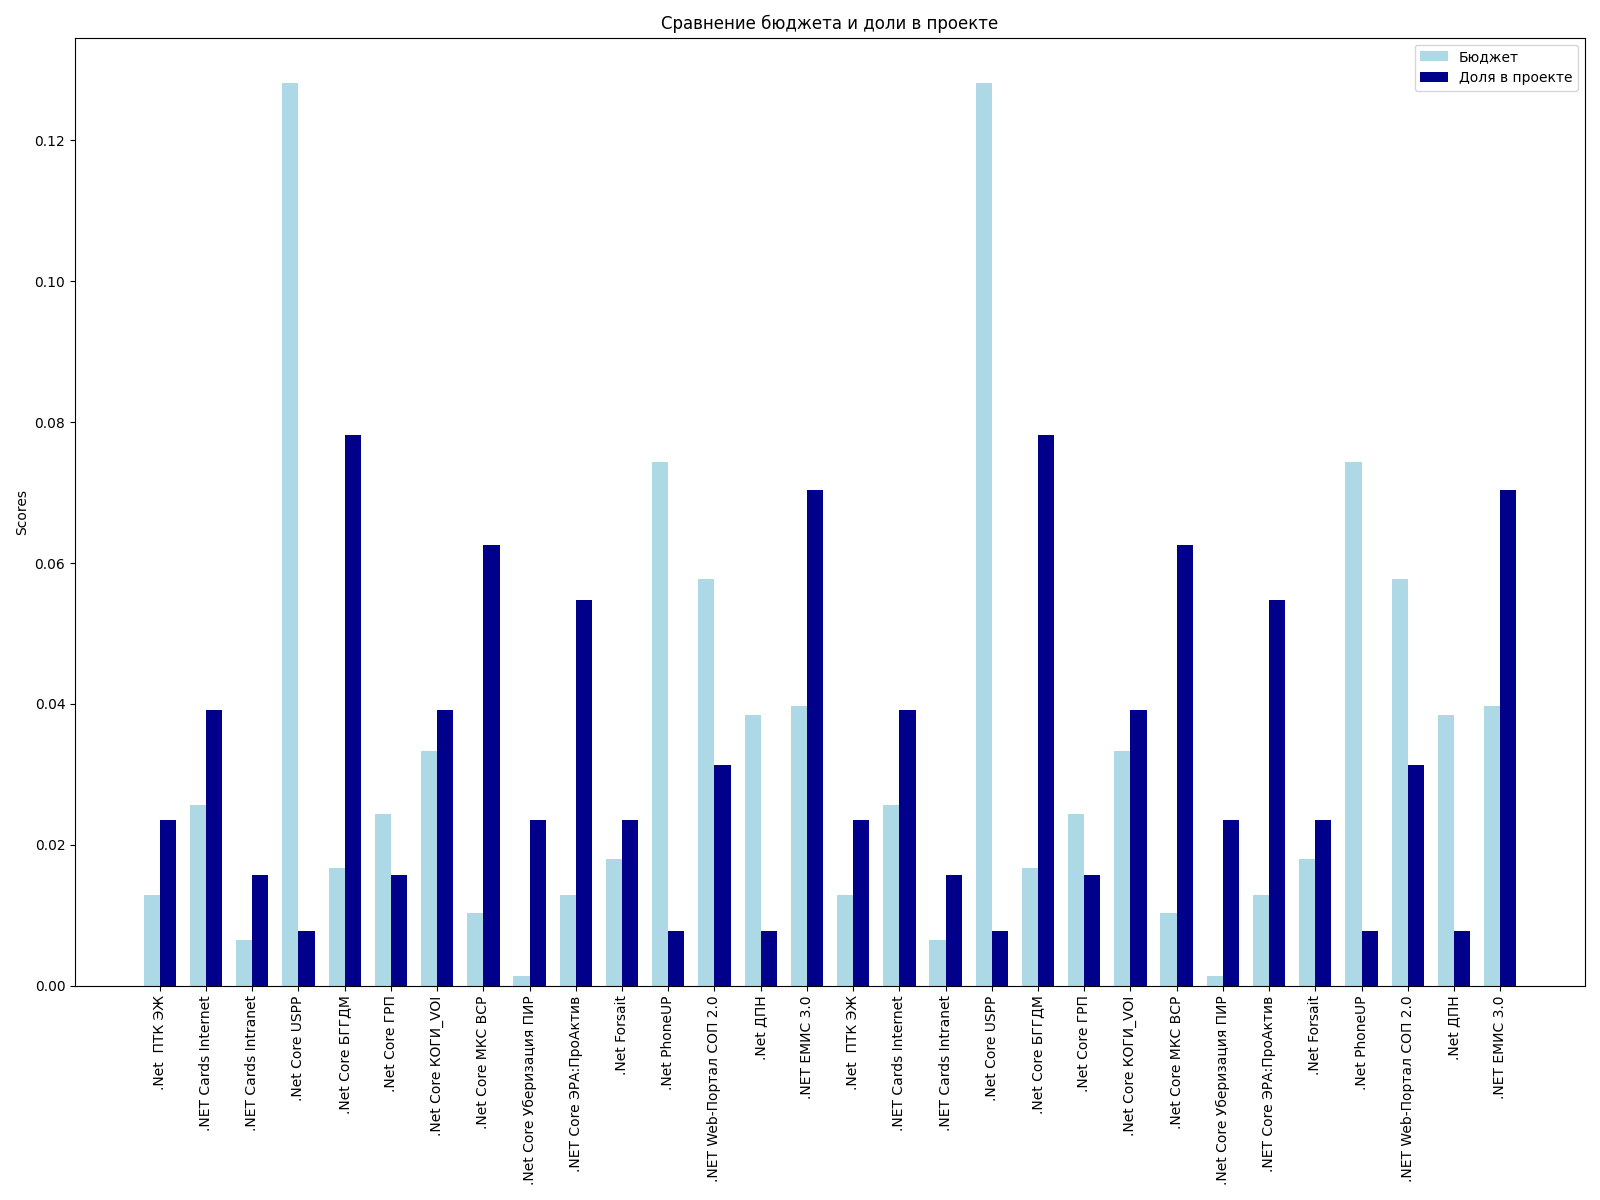 Сравнение бюджета и доли в проекте
Бюджет
Доля в проекте
Scores
0.12
0.10
0.08
0.06
0.04
0.02
0.00
.Net  ПТК ЭЖ
.NET Cards Internet
.NET Cards Intranet
.Net Core USPP
.Net Core БГГДМ
.Net Core ГРП
.Net Core КОГИ_VOI
.Net Core МКС ВСР
.Net Core Уберизация ПИР
.NET Core ЭРА:ПроАктив
.Net Forsait
.Net PhoneUP
.NET Web-Портал СОП 2.0
.Net ДПН
.NET ЕМИС 3.0
.Net  ПТК ЭЖ
.NET Cards Internet
.NET Cards Intranet
.Net Core USPP
.Net Core БГГДМ
.Net Core ГРП
.Net Core КОГИ_VOI
.Net Core МКС ВСР
.Net Core Уберизация ПИР
.NET Core ЭРА:ПроАктив
.Net Forsait
.Net PhoneUP
.NET Web-Портал СОП 2.0
.Net ДПН
.NET ЕМИС 3.0